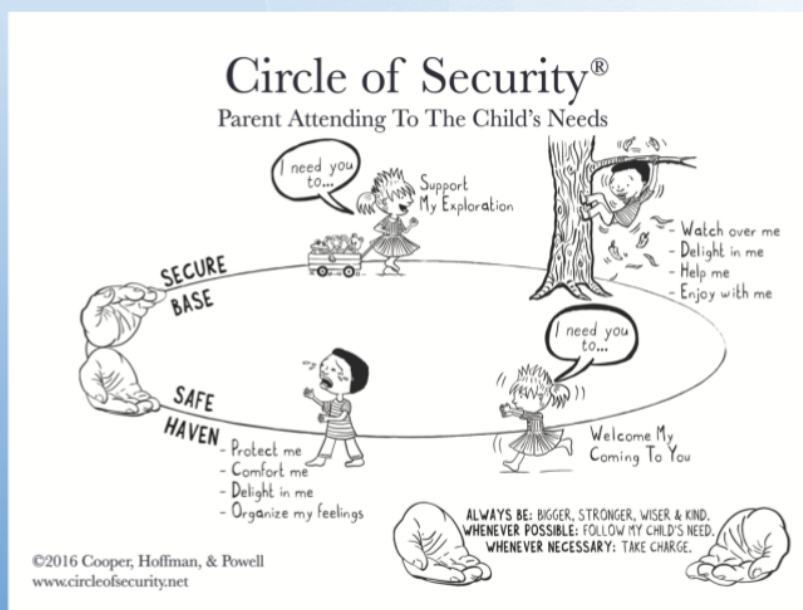 Circle of Security®
Parent Attending To The Child's Needs
I need you
to...
Support
My Exploration
- Watch over me
- Delight in me
- Help me
- Enjoy with me
SECURE
BASE
I need you
to...
SAFE
HAVEN
Welcome My
Coming To You
- Protect me
- Comfort me
- Delight in me
- Organize my feelings
ALWAYS BE: BIGGER, STRONGER, WISER & KIND.
WHENEVER POSSIBLE: FOLLOW MY CHILD'S NEED.
WHENEVER NECESSARY: TAKE CHARGE.
©2016 Cooper, Hoffman, & Powell
www.circleofsecurity.net